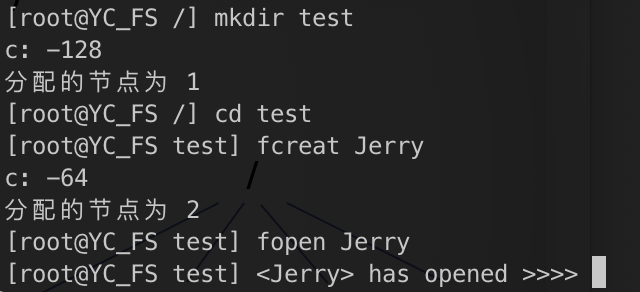 [root@YC_FS /] mkdir test
c: -128
分配的节点为 1
[root@YC_FS /] cd test
[root@YC_FS test] fcreat Jerry
c: -64
分配的节点为 2
[root@YC_FS test] fopen Jerry
[root@YC_FS test] <Jerry> has opened >>>>